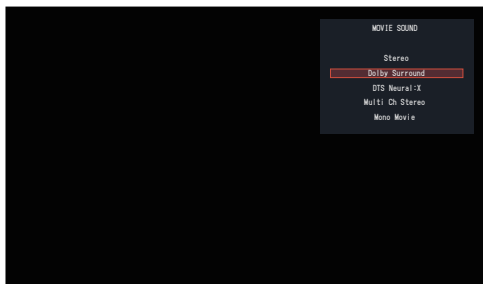 MOVIE SOUND
Stereo
Dolby Surround
DTS Neural:X
Multi Ch Stereo
Mono Movie